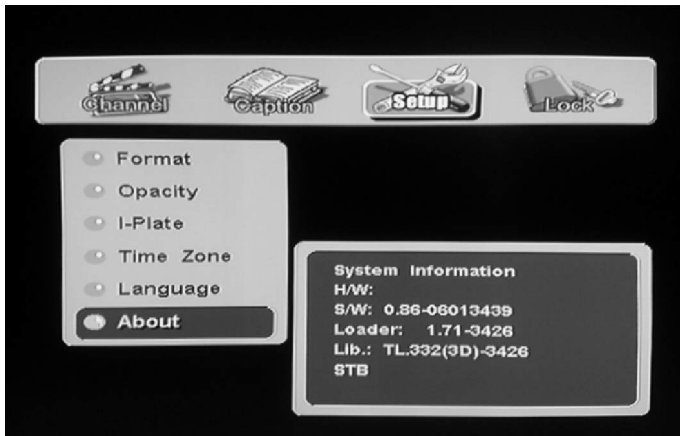 Channel Caption Setup Lock
Format
Opacity
I-Plate
Time Zone
Language
About
System Information
H/W:
S/W: 0.86-06013439
Loader: 1.71-3426
Lib.: TL.332(3D)-3426
STB